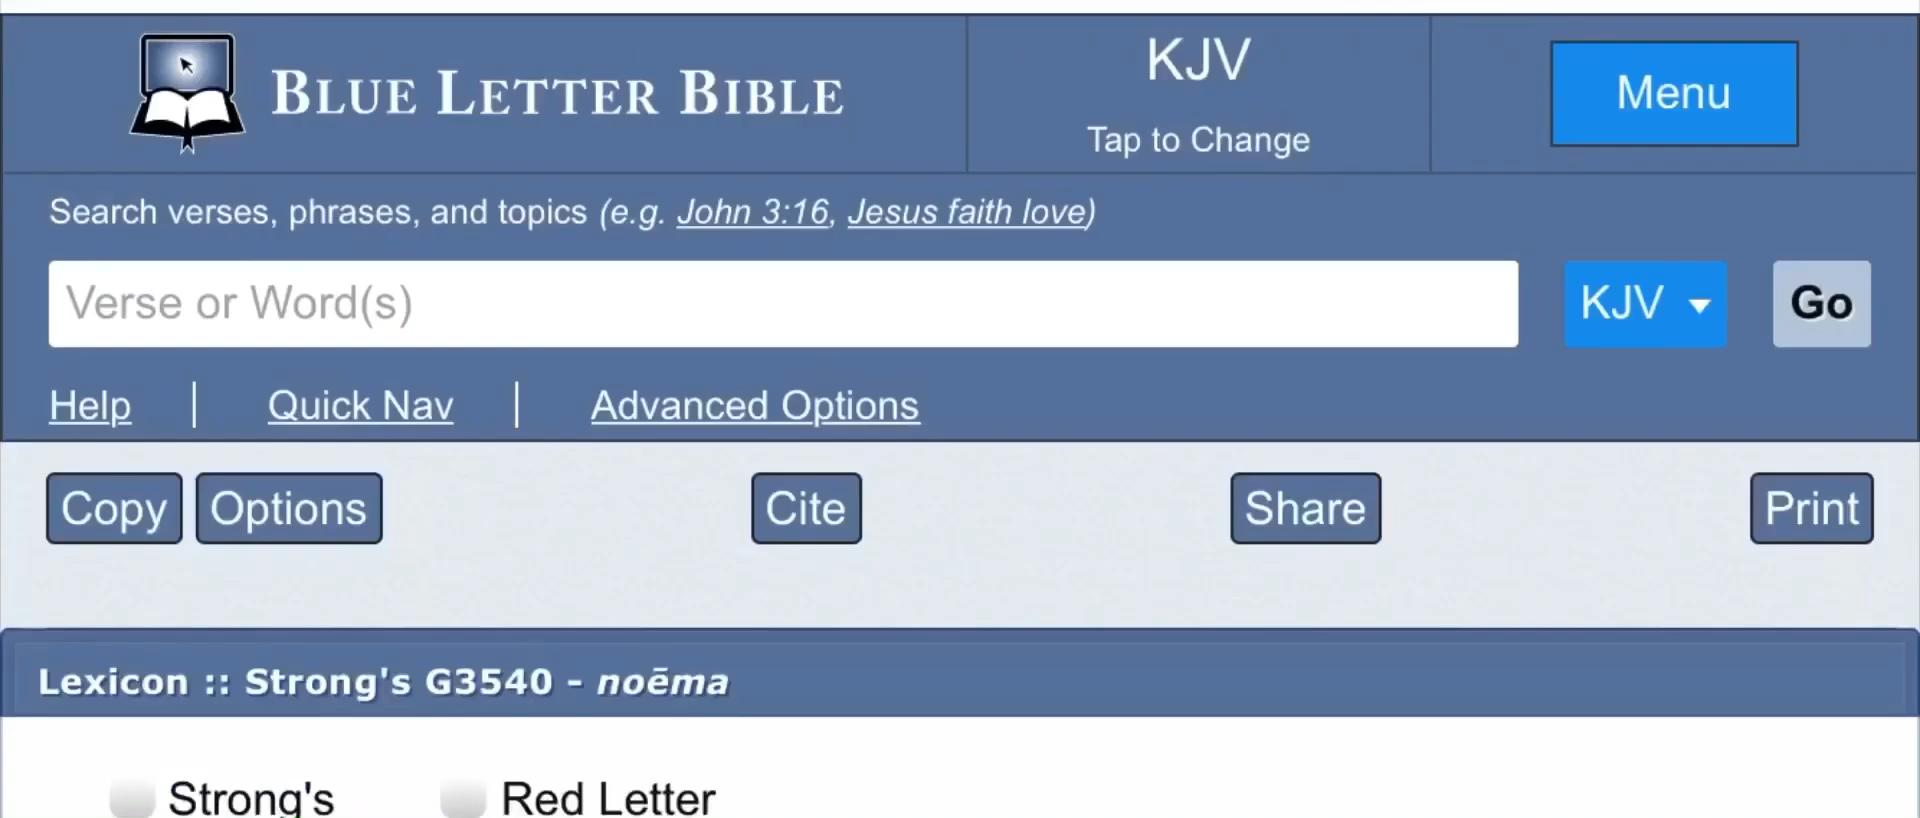 BLUE LETTER BIBLE
KJV
Tap to Change
Menu
Search verses, phrases, and topics (e.g. John 3:16, Jesus faith love)
Verse or Word(s)
KJV
Go
Help | Quick Nav | Advanced Options
Copy Options Cite Share Print
Lexicon :: Strong's G3540 - noēma
Strong's Red Letter